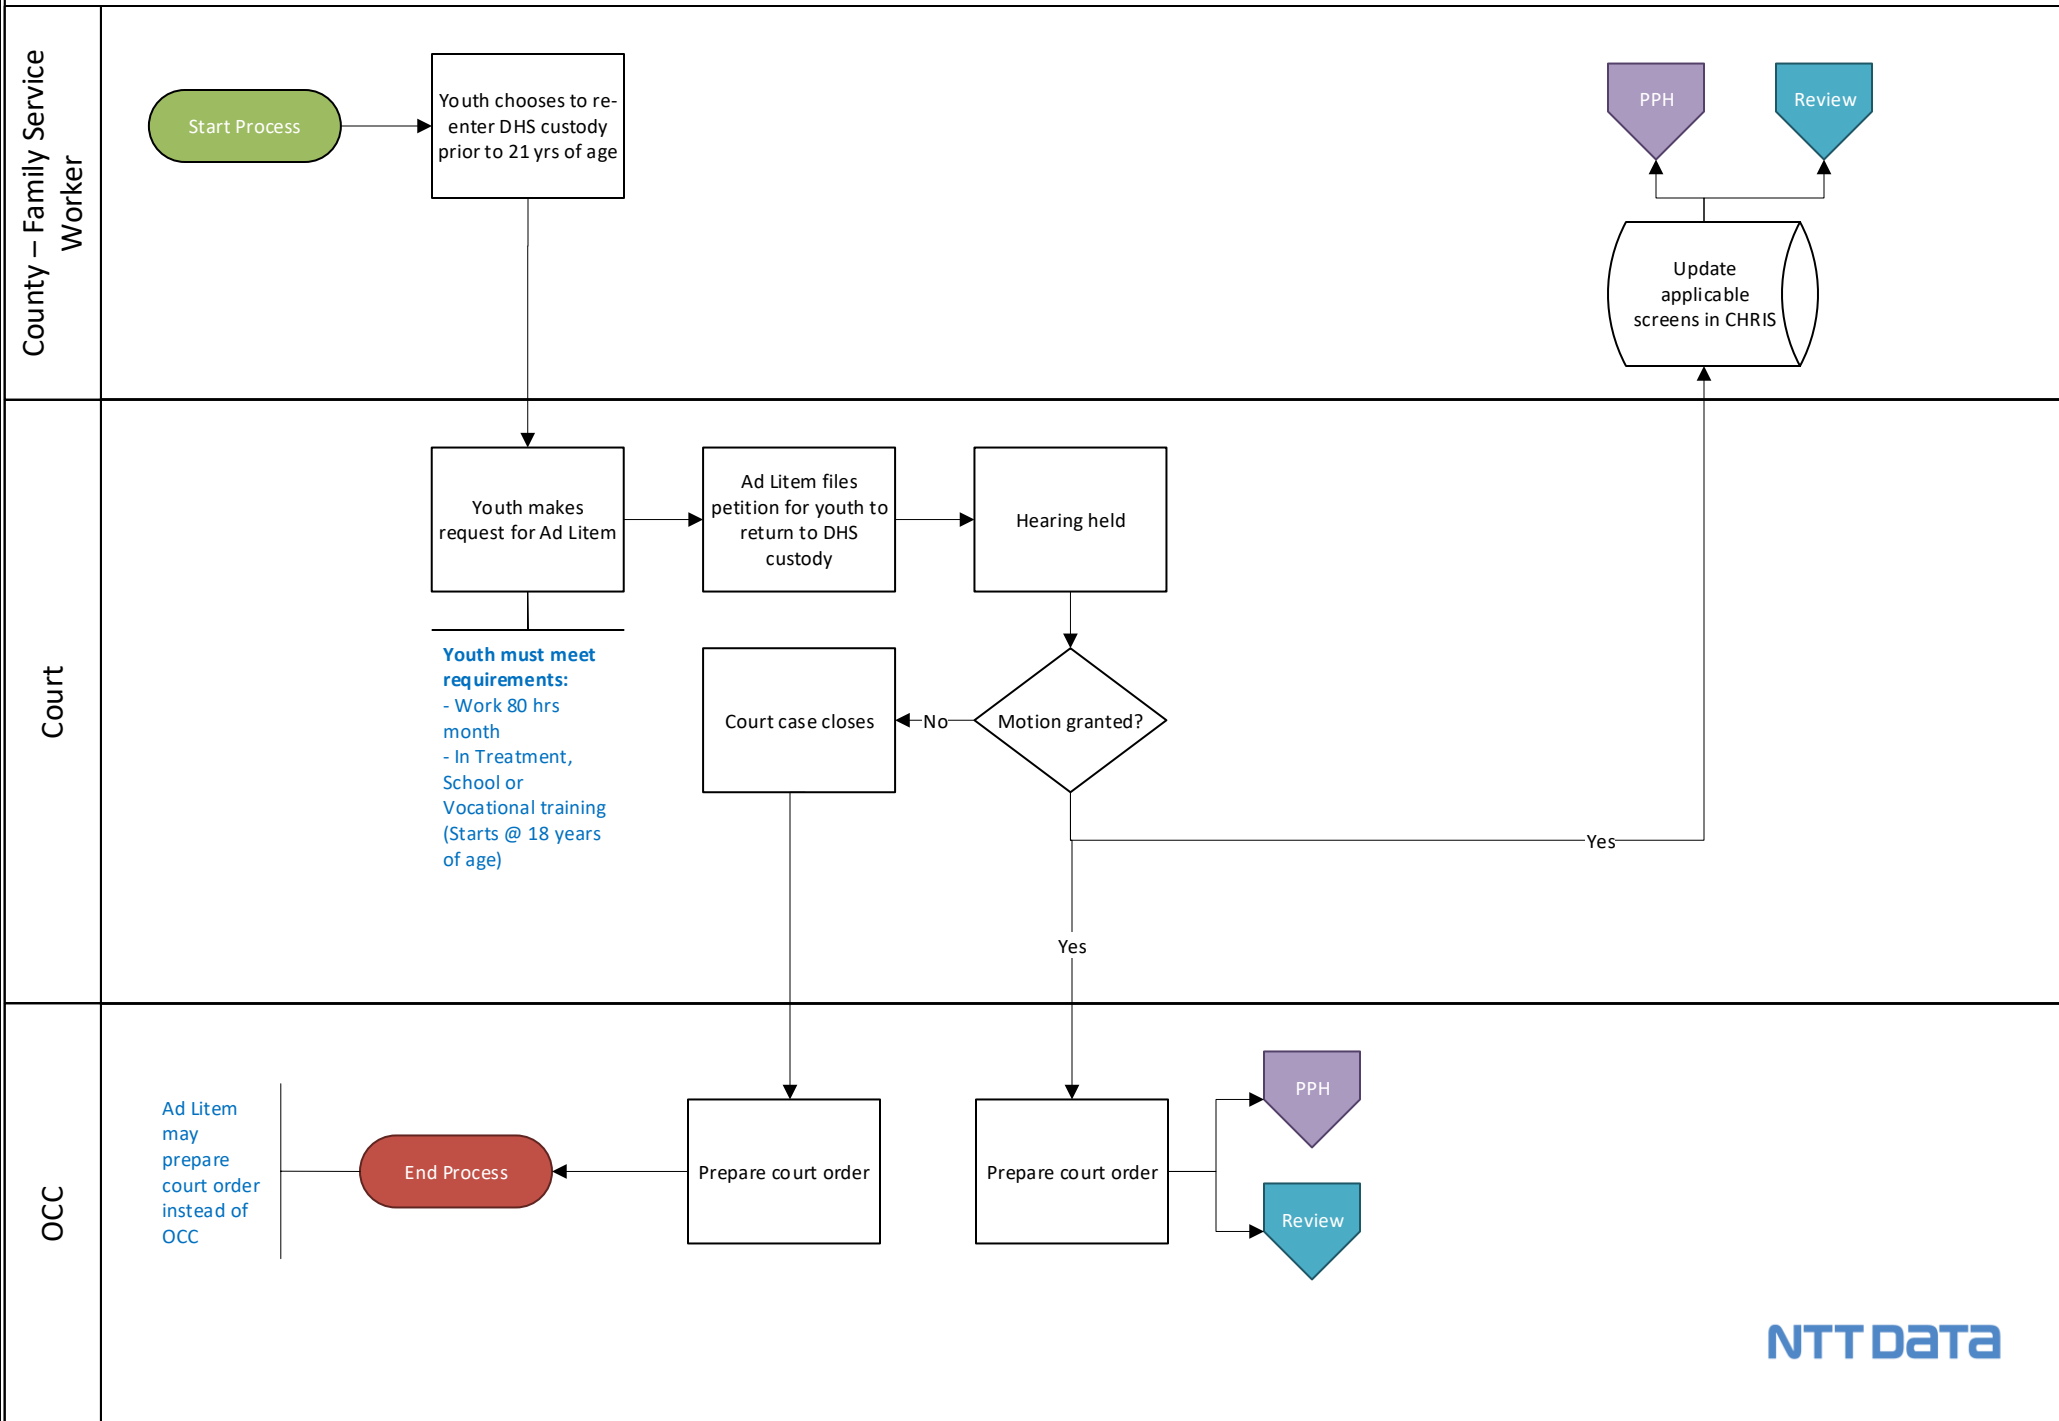 County – Family Service
Worker
Start Process
Youth chooses to re-
enter DHS custody
prior to 21 yrs of age
PPH
Review
Update
applicable
screens in CHRIS
Court
Youth makes
request for Ad Litem
Ad Litem files
petition for youth to
return to DHS
custody
Hearing held
Youth must meet
requirements:
- Work 80 hrs
month
- In Treatment,
School or
Vocational training
(Starts @ 18 years
of age)
Court case closes
No
Motion granted?
Yes
Yes
OCC
Ad Litem
may
prepare
court order
instead of
OCC
End Process
Prepare court order
Prepare court order
PPH
Review
NTT DATA